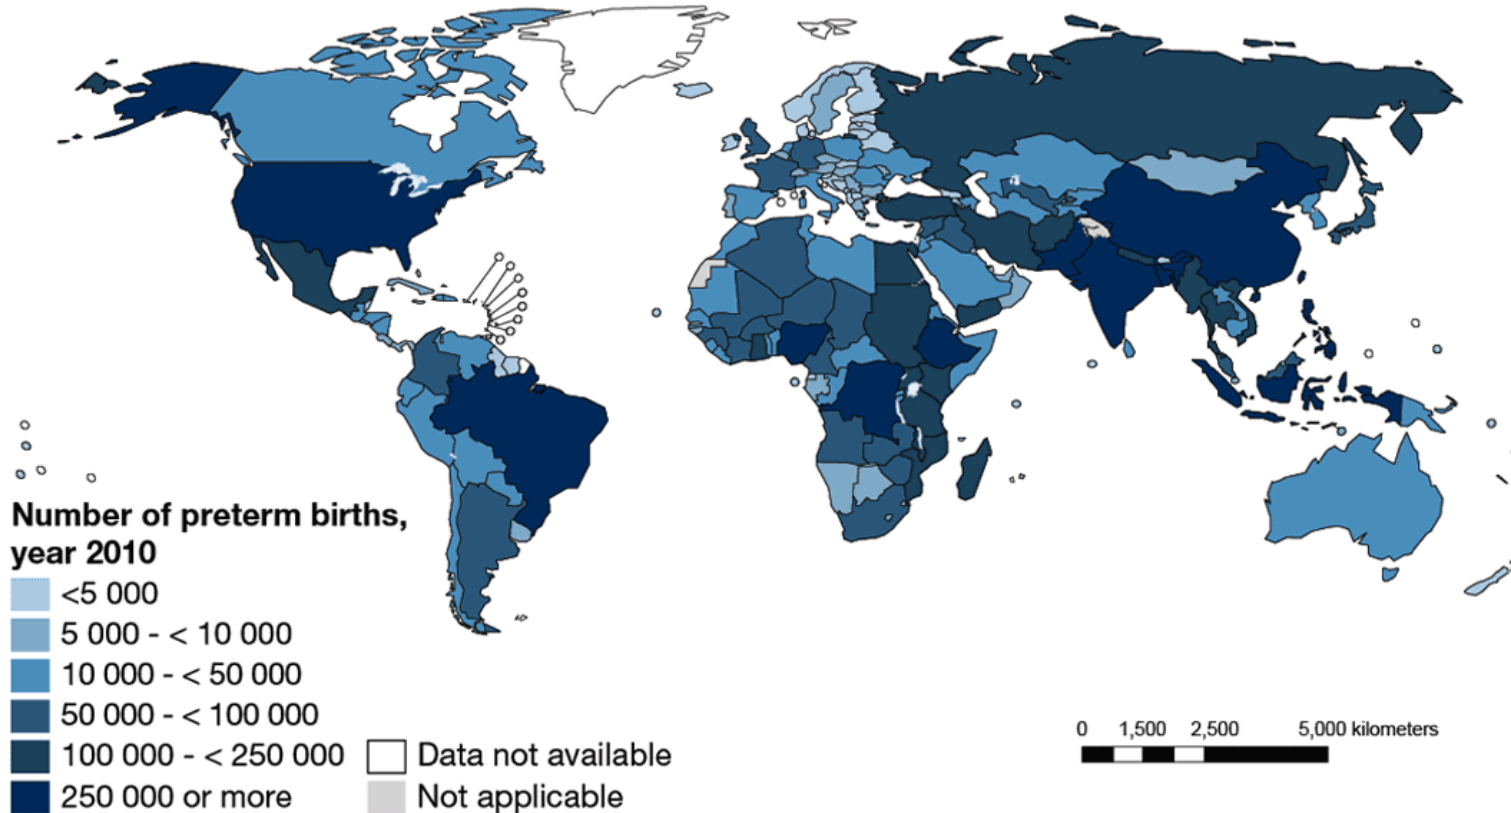 Number of preterm births,
year 2010
<5 000
5 000 - < 10 000
10 000 - < 50 000
50 000 - < 100 000
100 000 - < 250 000
250 000 or more
Data not available
Not applicable
0 1,500 2,500 5,000 kilometers